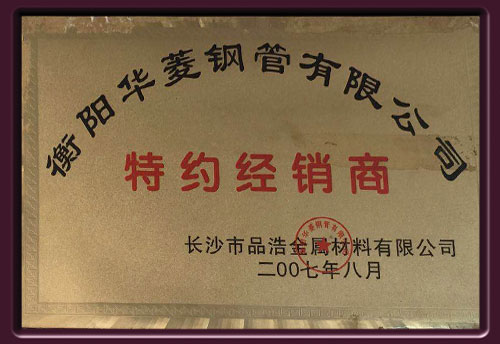 衡阳华菱钢管有限公司
特约经销商
长沙市品浩金属材料有限公司
二00七年八月